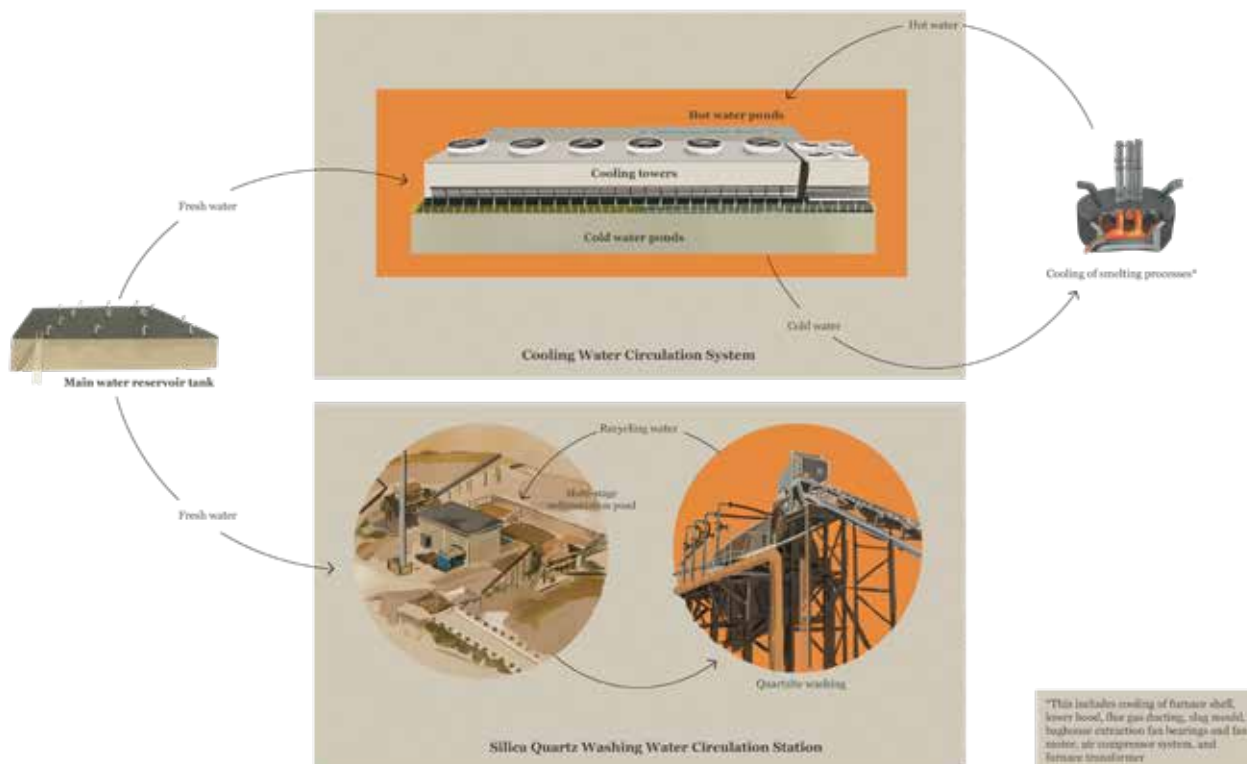 Hot water
Hot water ponds
Cooling towers
Fresh water
Cold water ponds
Cooling of smelting processes*
Cold water
Cooling Water Circulation System
Main water reservoir tank
Recycling water
Multi-stage
sedimentation pond
Fresh water
Quartzite washing
Silica Quartz Washing Water Circulation Station
*This includes cooling of furnace shell,
lower hood, flue gas ducting, slag mould,
baghouse extraction fan bearings and fan
motor, air compressor system, and
furnace transformer